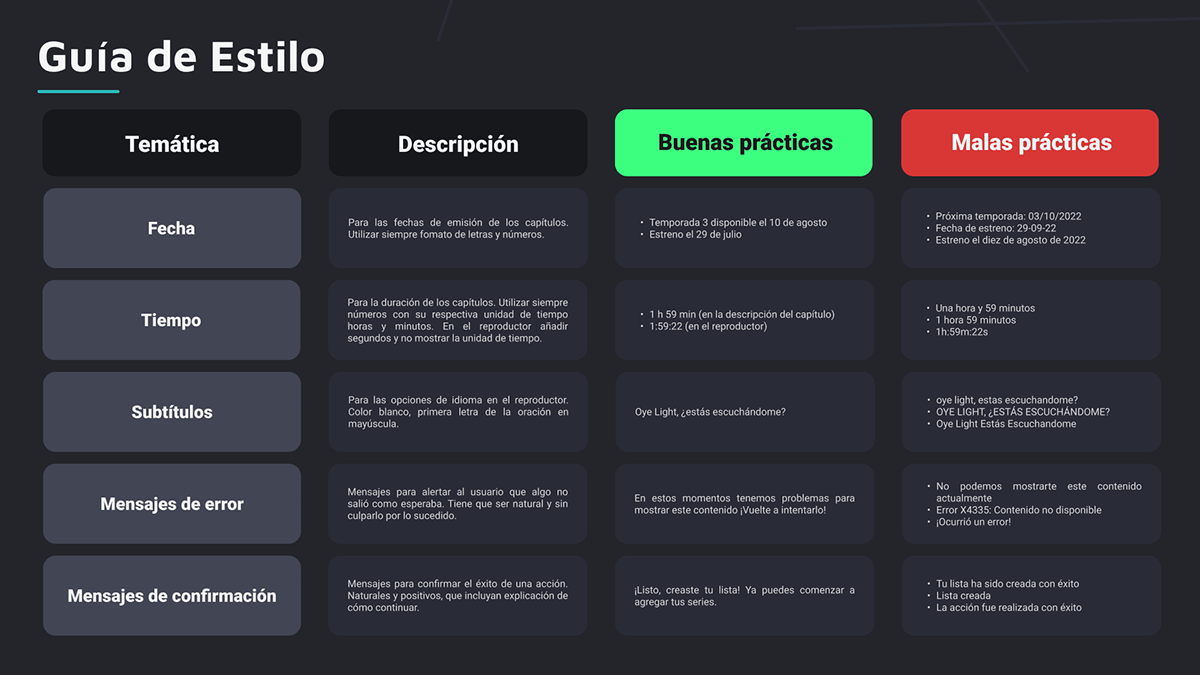 Guía de Estilo
Temática
Descripción
Buenas prácticas
Malas prácticas
Fecha
Para las fechas de emisión de los capítulos.
Utilizar siempre fomato de letras y números.
• Temporada 3 disponible el 10 de agosto
• Estreno el 29 de julio
• Próxima temporada: 03/10/2022
• Fecha de estreno: 29-09-22
• Estreno el diez de agosto de 2022
Tiempo
Para la duración de los capítulos. Utilizar siempre
números con su respectiva unidad de tiempo
horas y minutos. En el reproductor añadir
segundos y no mostrar la unidad de tiempo.
• 1 h 59 min (en la descripción del capítulo)
• 1:59:22 (en el reproductor)
• Una hora y 59 minutos
• 1 hora 59 minutos
• 1h:59m:22s
Subtítulos
Para las opciones de idioma en el reproductor.
Color blanco, primera letra de la oración en
mayúscula.
Oye Light, ¿estás escuchándome?
• oye light, estas escuchandome?
• OYE LIGHT, ¿ESTÁS ESCUCHÁNDOME?
• Oye Light Estás Escuchandome
Mensajes de error
Mensajes para alertar al usuario que algo no
salió como esperaba. Tiene que ser natural y sin
culparlo por lo sucedido.
En estos momentos tenemos problemas para
mostrar este contenido ¡Vuelte a intentarlo!
• No podemos mostrarte este contenido
actualmente
• Error X4335: Contenido no disponible
• ¡Ocurrió un error!
Mensajes de confirmación
Mensajes para confirmar el éxito de una acción.
Naturales y positivos, que incluyan explicación de
cómo continuar.
¡Listo, creaste tu lista! Ya puedes comenzar a
agregar tus series.
• Tu lista ha sido creada con éxito
• Lista creada
• La acción fue realizada con éxito